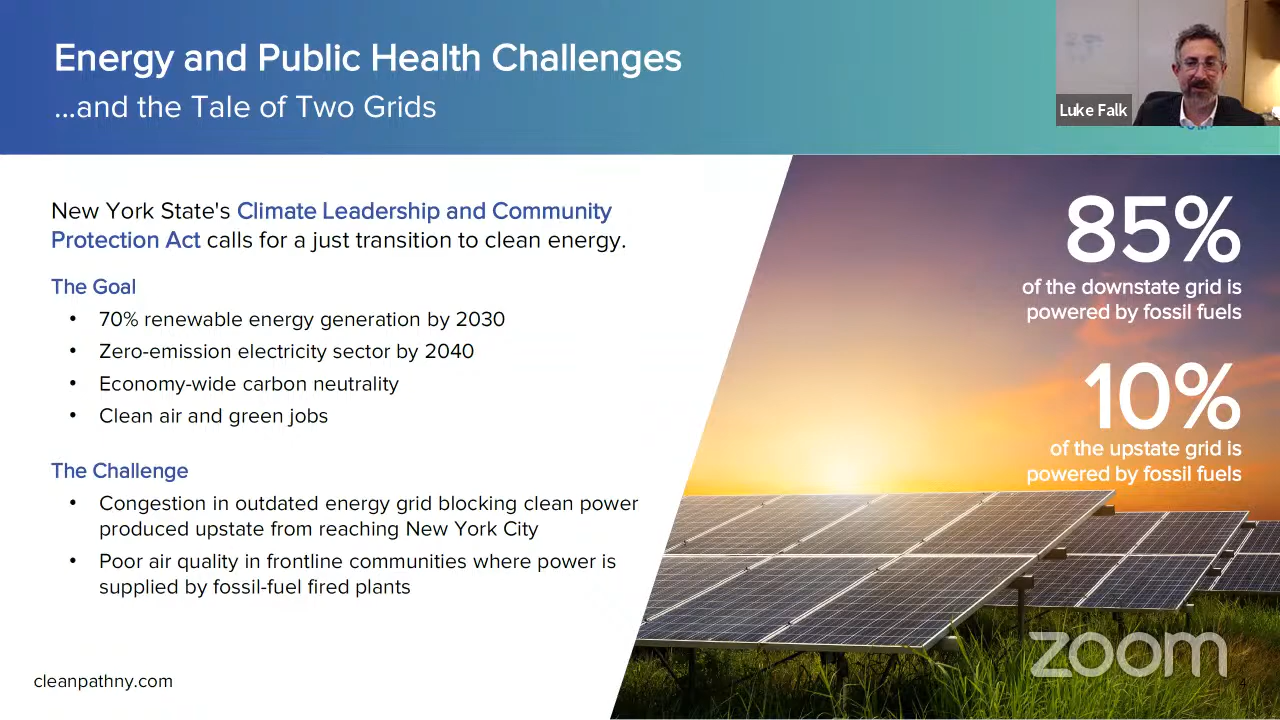 Energy and Public Health Challenges
...and the Tale of Two Grids
Luke Falk
New York State's Climate Leadership and Community
Protection Act calls for a just transition to clean energy.
The Goal
• 70% renewable energy generation by 2030
• Zero-emission electricity sector by 2040
• Economy-wide carbon neutrality
• Clean air and green jobs
The Challenge
• Congestion in outdated energy grid blocking clean power
produced upstate from reaching New York City
• Poor air quality in frontline communities where power is
supplied by fossil-fuel fired plants
85%
of the downstate grid is
powered by fossil fuels
10%
of the upstate grid is
powered by fossil fuels
cleanpathny.com
zoom
4